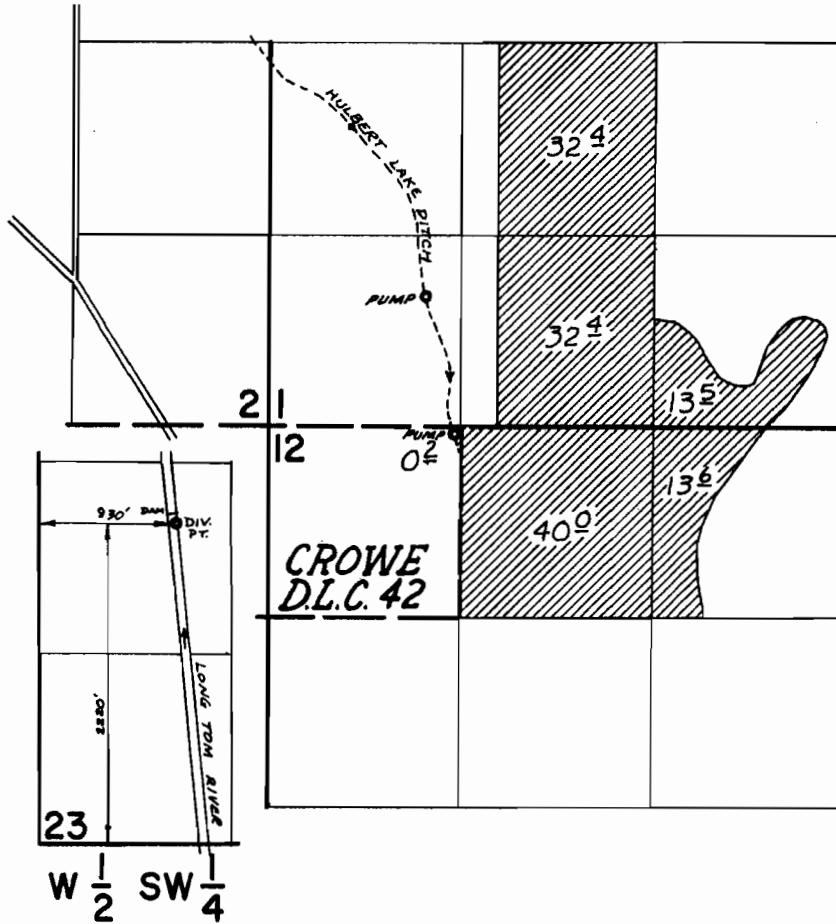 HULBERT LAKE DITCH
32 4
PUMP
32 4
13 5
2 1
12
PUMP
0 2
13 6
40 0
CROWE
D.L.C. 42
930'
DAM
DIV.
PT.
2220'
LONG TOM RIVER
23
W 1/2 SW 1/4